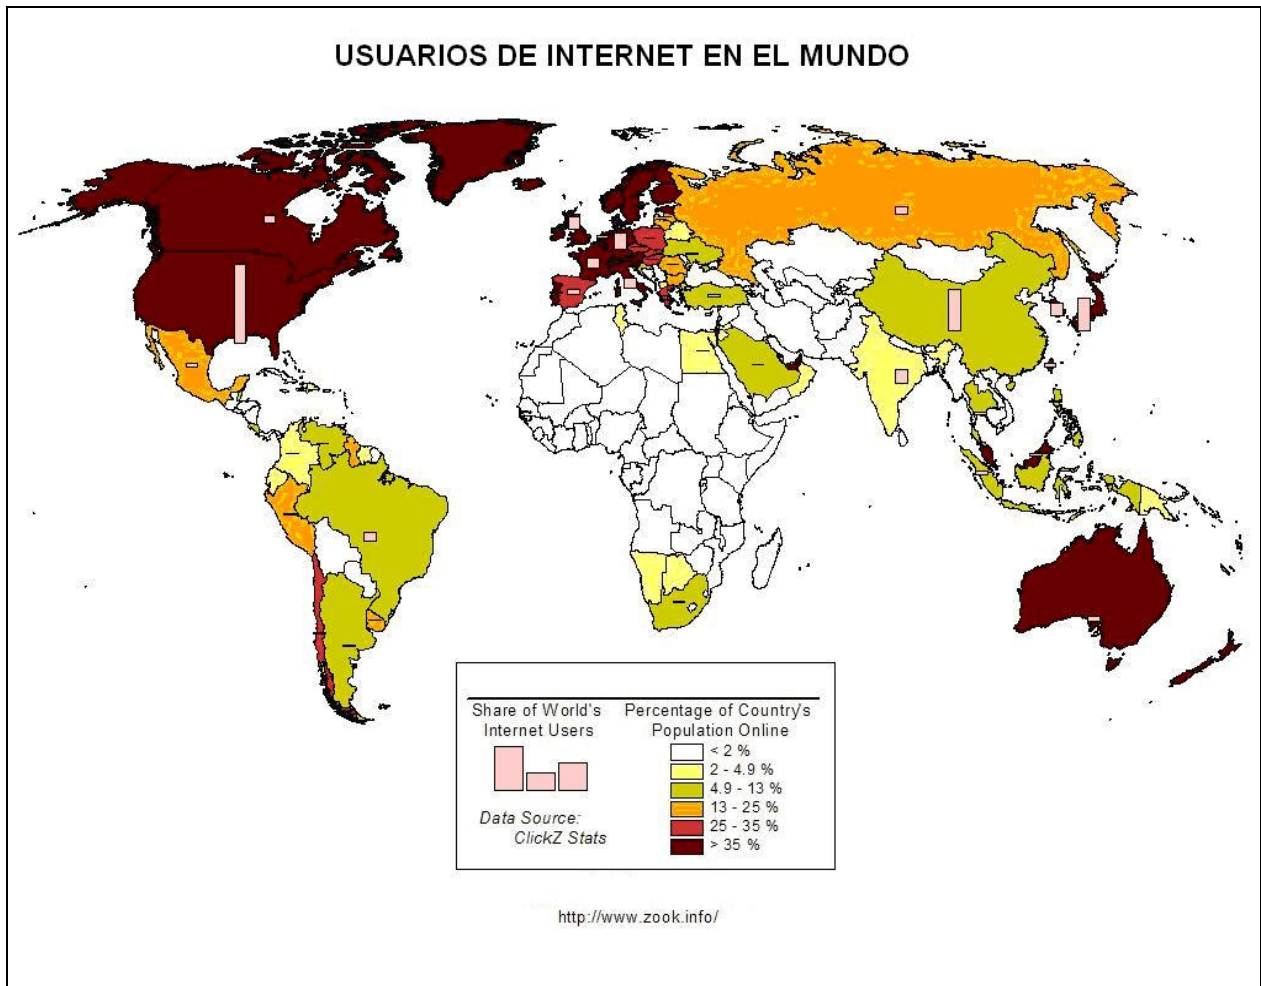 USUARIOS DE INTERNET EN EL MUNDO
Share of World's
Internet Users
Data Source:
ClickZ Stats
Percentage of Country's
Population Online
< 2 %
2 - 4.9 %
4.9 - 13 %
13 - 25 %
25 - 35 %
> 35 %
http://www.zook.info/